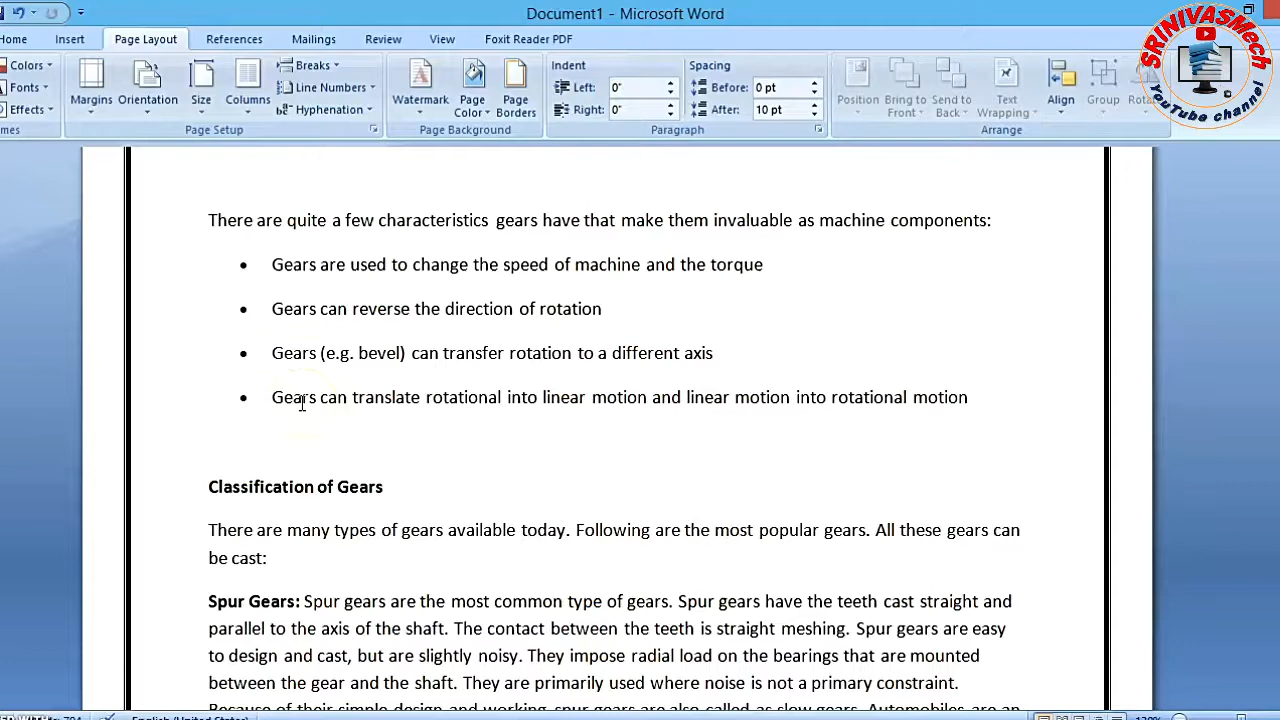 Document1 - Microsoft Word
Home Insert Page Layout References Mailings Review View Foxit Reader PDF
Colors
Fonts
Effects
Margins Orientation Size Columns
Breaks
Line Numbers
Hyphenation
Page Setup
Watermark Page Color Page Borders
Page Background
Indent Spacing
Left: 0" Before: 0 pt
Right: 0" After: 10 pt
Paragraph
Position Bring to Front Send to Back Text Wrapping Align Group
Arrange
SRINIVASMech
YouTube channel
©
There are quite a few characteristics gears have that make them invaluable as machine components:
• Gears are used to change the speed of machine and the torque
• Gears can reverse the direction of rotation
• Gears (e.g. bevel) can transfer rotation to a different axis
• Gears can translate rotational into linear motion and linear motion into rotational motion
Classification of Gears
There are many types of gears available today. Following are the most popular gears. All these gears can
be cast:
Spur Gears: Spur gears are the most common type of gears. Spur gears have the teeth cast straight and
parallel to the axis of the shaft. The contact between the teeth is straight meshing. Spur gears are easy
to design and cast, but are slightly noisy. They impose radial load on the bearings that are mounted
between the gear and the shaft. They are primarily used where noise is not a primary constraint.